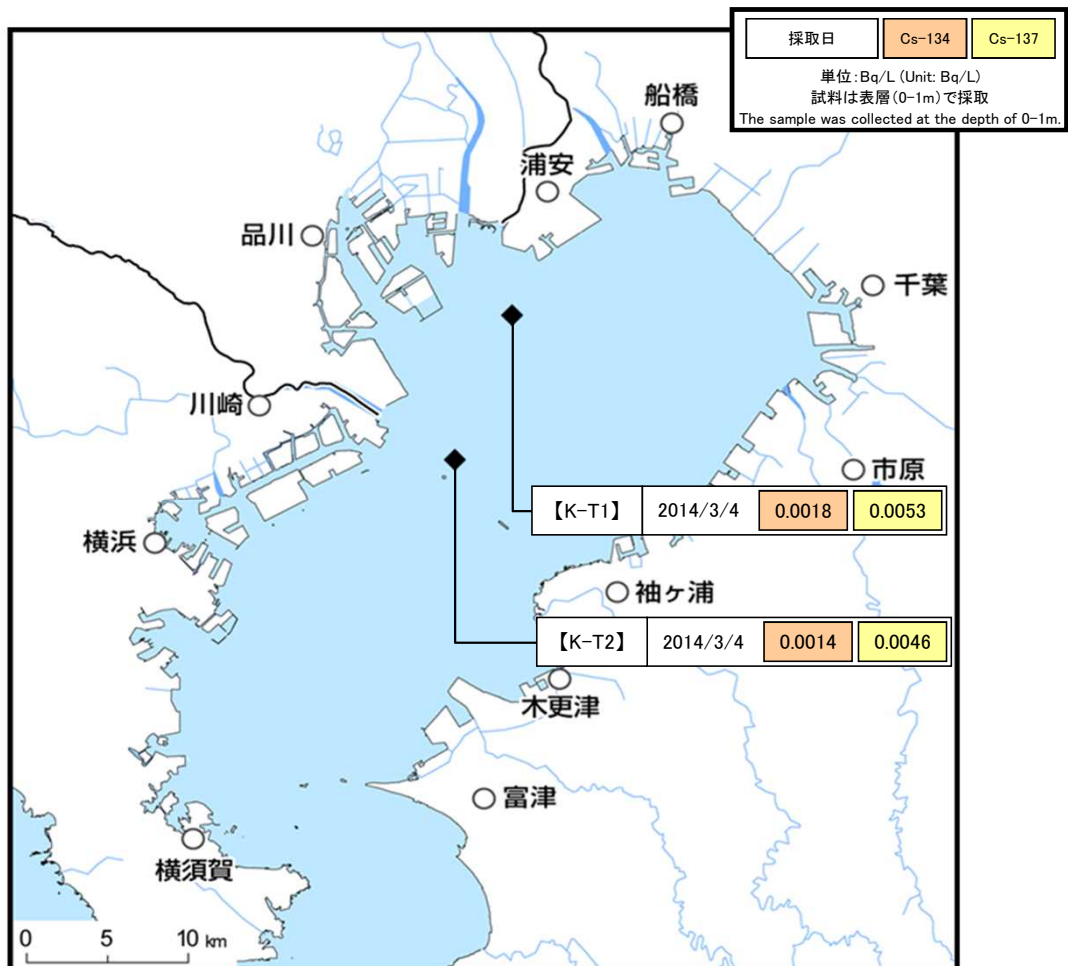 採取日 Cs-134 Cs-137
単位:Bq/L (Unit: Bq/L)
試料は表層(0-1m)で採取
The sample was collected at the depth of 0-1m.
船橋
浦安
品川
千葉
川崎
市原
【K-T1】 2014/3/4 0.0018 0.0053
横浜
袖ヶ浦
【K-T2】 2014/3/4 0.0014 0.0046
木更津
富津
横須賀
0 5 10 km